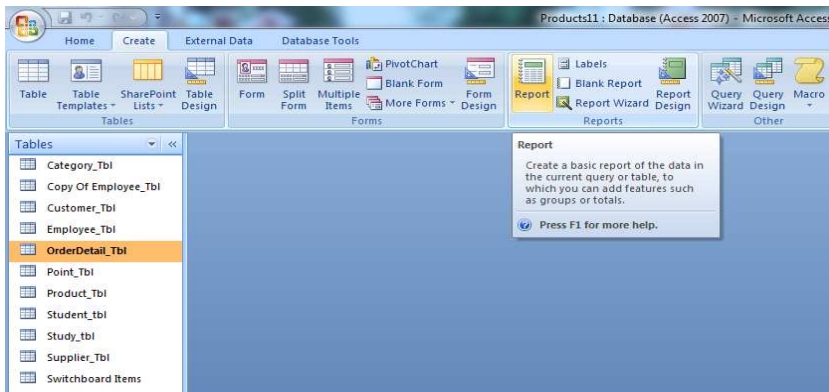 Products11 : Database (Access 2007) - Microsoft Access
Home Create External Data Database Tools
Table
Table Templates
SharePoint Lists
Table Design
Tables
Form
Split Form
Multiple Items
PivotChart
Blank Form
More Forms
Form Design
Forms
Report
Labels
Blank Report
Report Wizard
Report Design
Reports
Query Wizard
Query Design
Macro
Other
Tables
Category_Tbl
Copy Of Employee_Tbl
Customer_Tbl
Employee_Tbl
OrderDetail_Tbl
Point_Tbl
Product_Tbl
Student_tbl
Study_tbl
Supplier_Tbl
Switchboard Items
Report
Create a basic report of the data in
the current query or table, to
which you can add features such
as groups or totals.
Press F1 for more help.